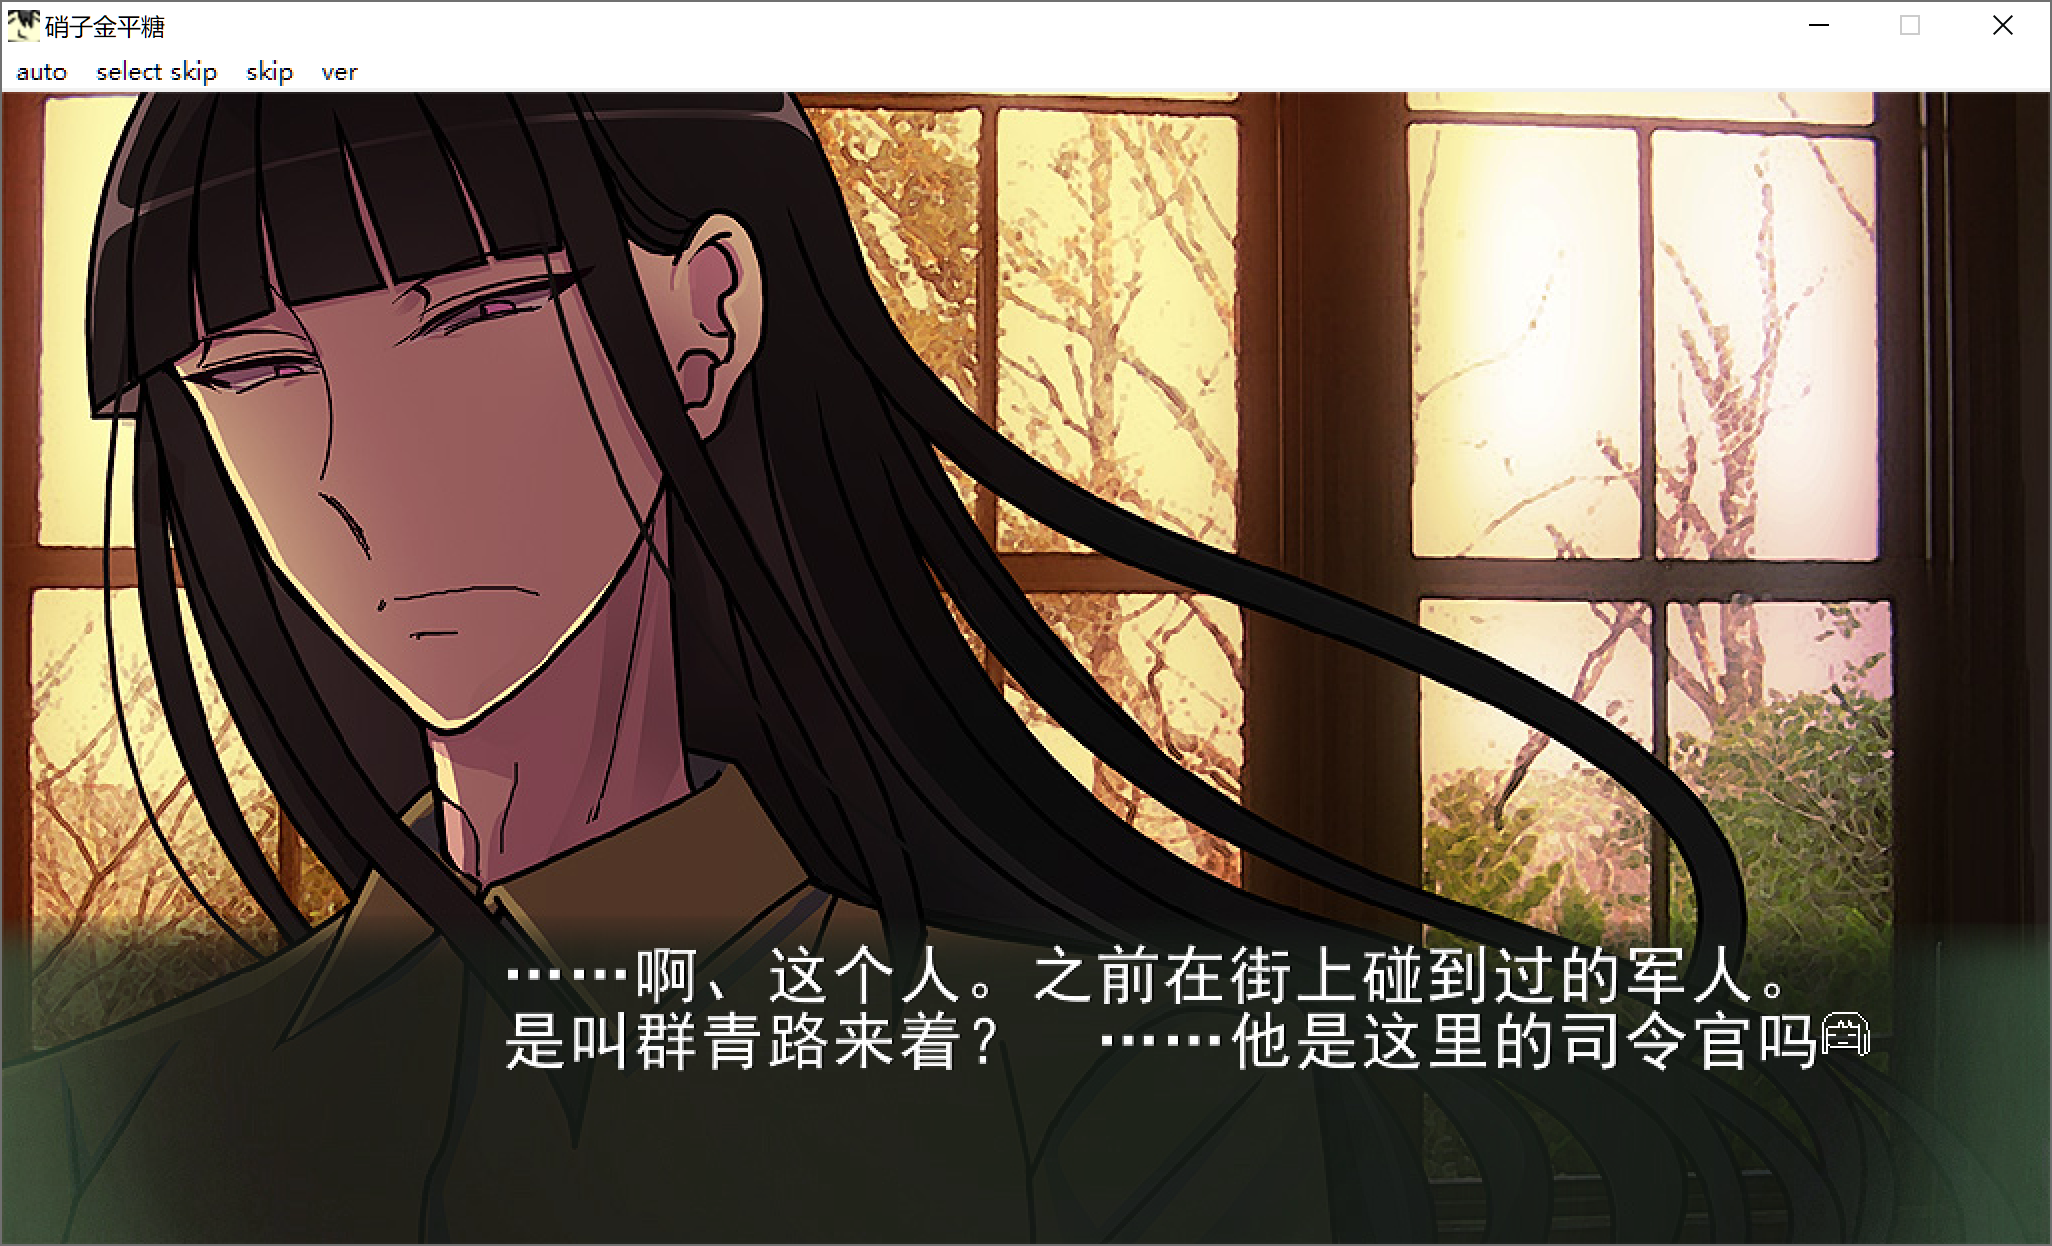 硝子金平糖
auto select skip skip ver
……啊、这个人。之前在街上碰到过的军人。
是叫群青路来着? ……他是这里的司令官吗